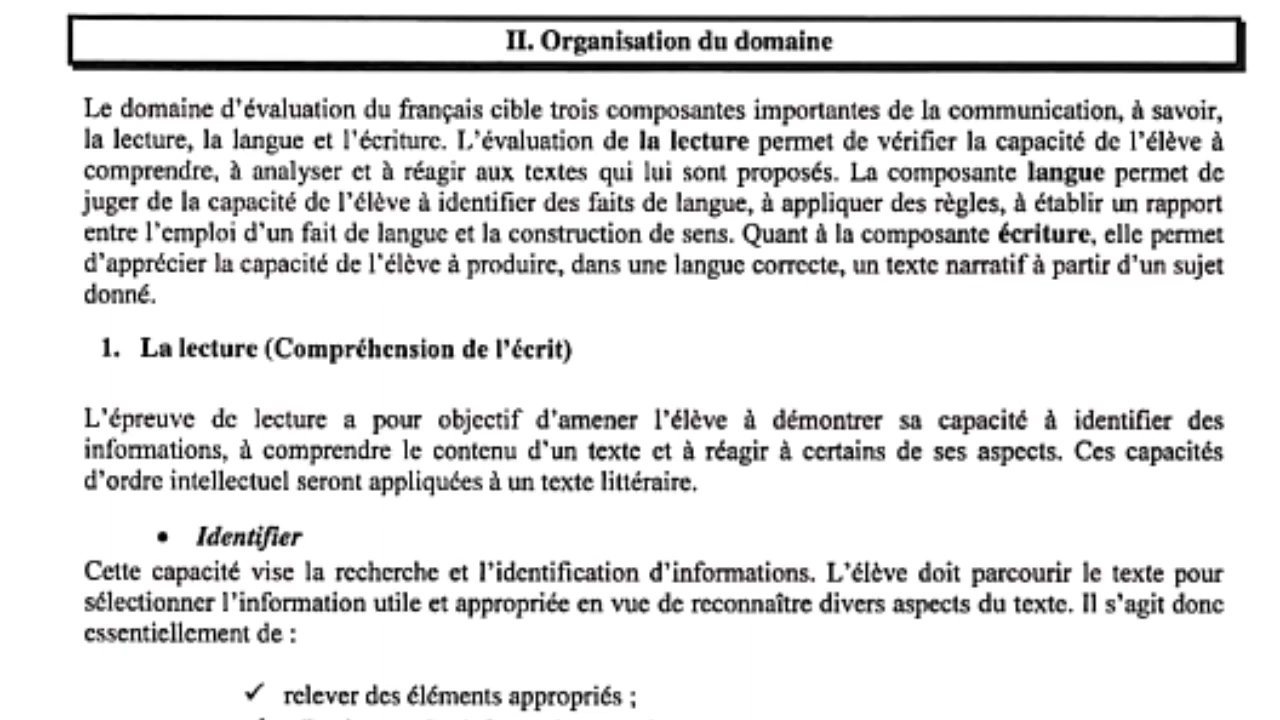 II. Organisation du domaine
Le domaine d'évaluation du français cible trois composantes importantes de la communication, à savoir,
la lecture, la langue et l'écriture. L'évaluation de la lecture permet de vérifier la capacité de l'élève à
comprendre, à analyser et à réagir aux textes qui lui sont proposés. La composante langue permet de
juger de la capacité de l'élève à identifier des faits de langue, à appliquer des règles, à établir un rapport
entre l'emploi d'un fait de langue et la construction de sens. Quant à la composante écriture, elle permet
d'apprécier la capacité de l'élève à produire, dans une langue correcte, un texte narratif à partir d'un sujet
donné.
1. La lecture (Compréhension de l'écrit)
L'épreuve de lecture a pour objectif d'amener l'élève à démontrer sa capacité à identifier des
informations, à comprendre le contenu d'un texte et à réagir à certains de ses aspects. Ces capacités
d'ordre intellectuel seront appliquées à un texte littéraire.
• Identifier
Cette capacité vise la recherche et l'identification d'informations. L'élève doit parcourir le texte pour
sélectionner l'information utile et appropriée en vue de reconnaître divers aspects du texte. Il s'agit donc
essentiellement de :
✓ relever des éléments appropriés ;